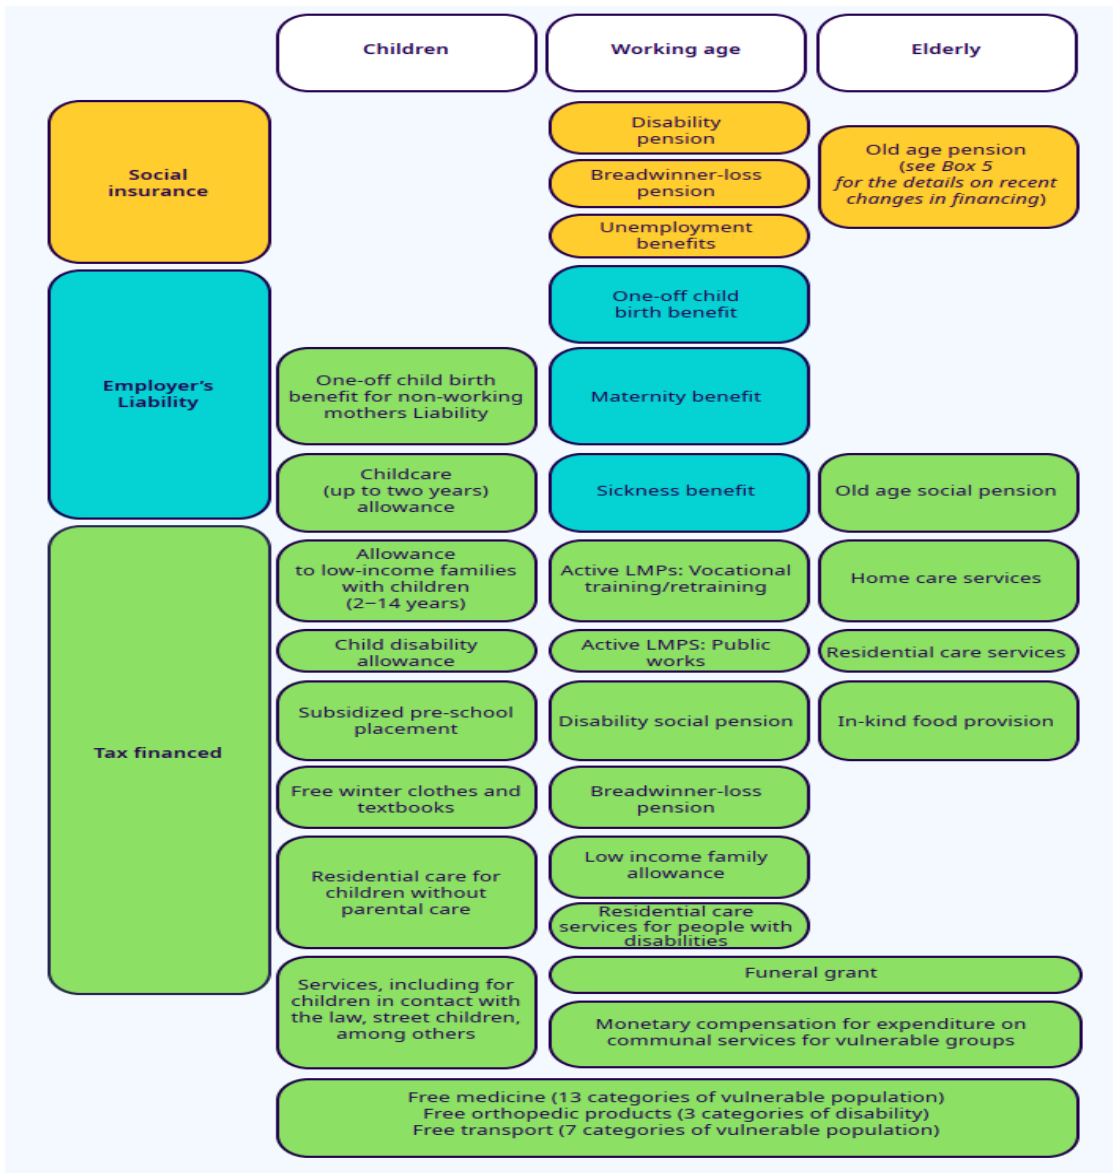 Children
Working age
Elderly
Social
insurance
Disability
pension
Breadwinner-loss
pension
Unemployment
benefits
Old age pension
(see Box 5
for the details on recent
changes in financing)
Employer’s
Liability
One-off child
birth benefit
One-off child birth
benefit for non-working
mothers Liability
Maternity benefit
Childcare
(up to two years)
allowance
Sickness benefit
Old age social pension
Tax financed
Allowance
to low-income families
with children
(2−14 years)
Active LMPs: Vocational
training/retraining
Home care services
Child disability
allowance
Active LMPS: Public
works
Residential care services
Subsidized pre-school
placement
Disability social pension
In-kind food provision
Free winter clothes and
textbooks
Breadwinner-loss
pension
Residential care for
children without
parental care
Low income family
allowance
Residential care
services for people with
disabilities
Services, including for
children in contact with
the law, street children,
among others
Funeral grant
Monetary compensation for expenditure on
communal services for vulnerable groups
Free medicine (13 categories of vulnerable population)
Free orthopedic products (3 categories of disability)
Free transport (7 categories of vulnerable population)